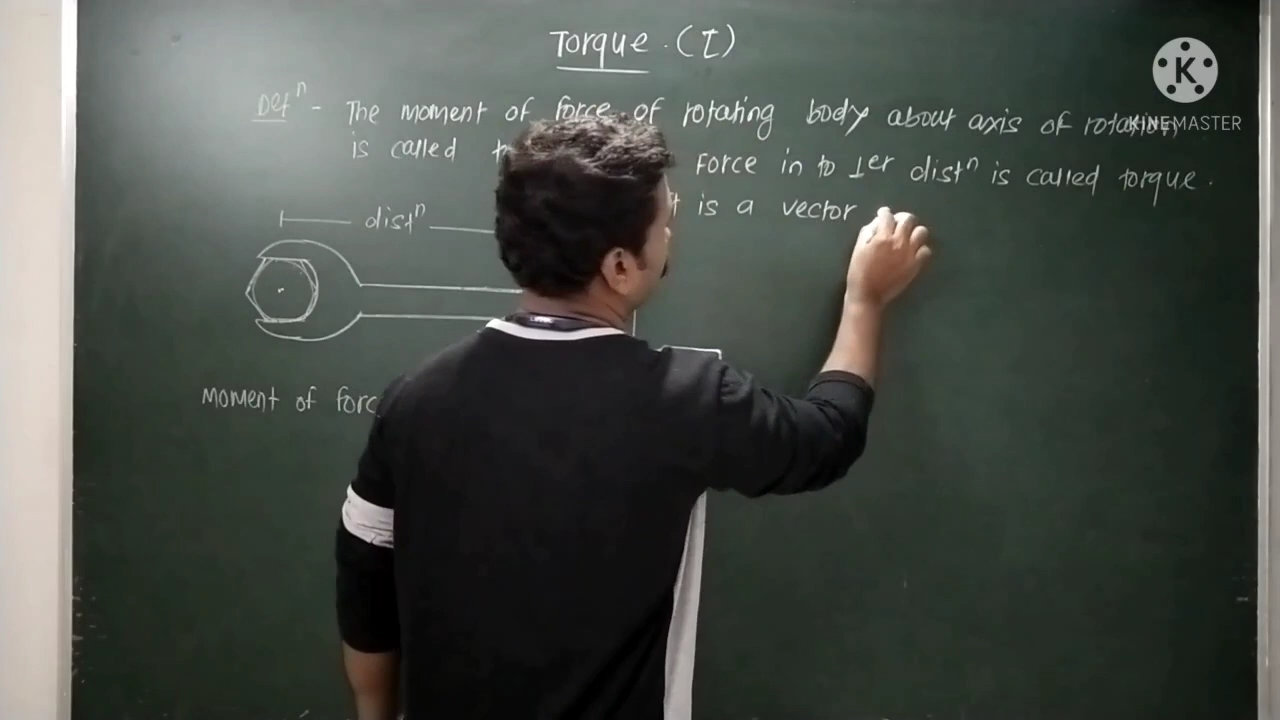 Torque . (τ)
Defⁿ - The moment of force of rotating body about axis of rotation
is called Force in to ⊥er distⁿ is called torque .
is a vector
distⁿ
Moment of
K
KINEMASTER